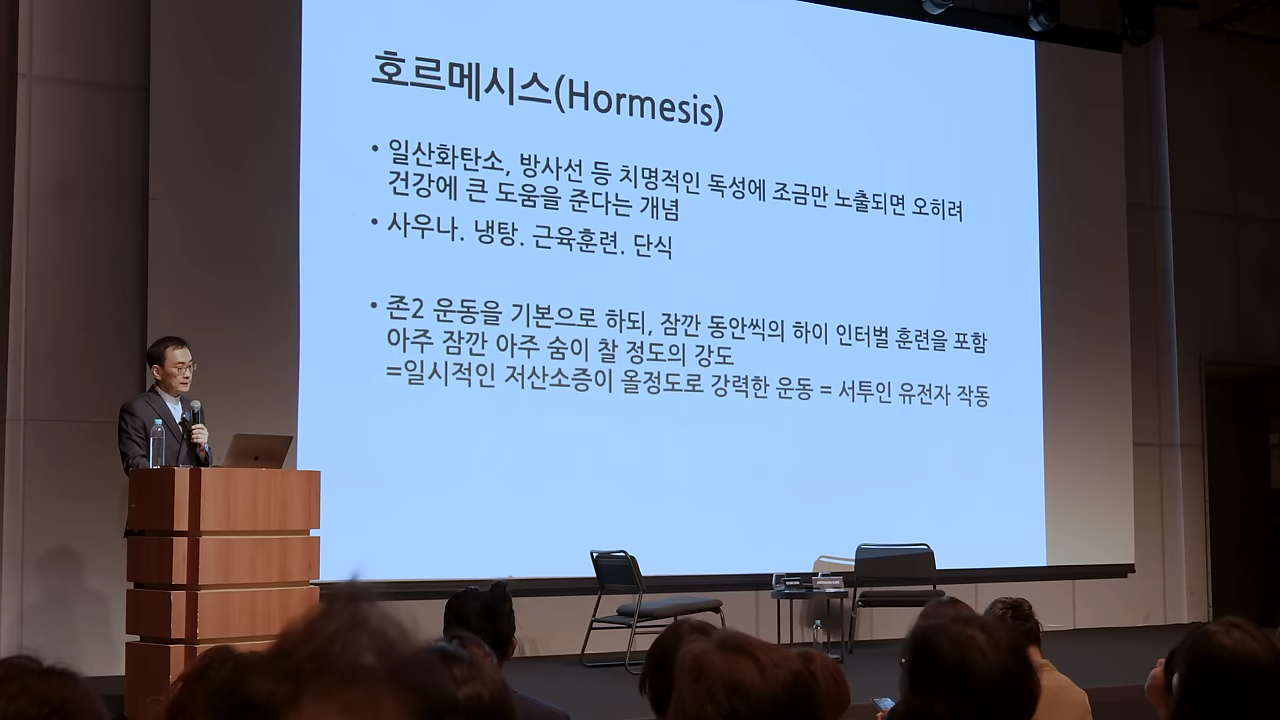 호르메시스(Hormesis)
• 일산화탄소, 방사선 등 치명적인 독성에 조금만 노출되면 오히려
건강에 큰 도움을 준다는 개념
• 사우나. 냉탕. 근육훈련. 단식
• 존2 운동을 기본으로 하되, 잠깐 동안씩의 하이 인터벌 훈련을 포함
아주 잠깐 아주 숨이 찰 정도의 강도
=일시적인 저산소증이 올정도로 강력한 운동 = 서투인 유전자 작동